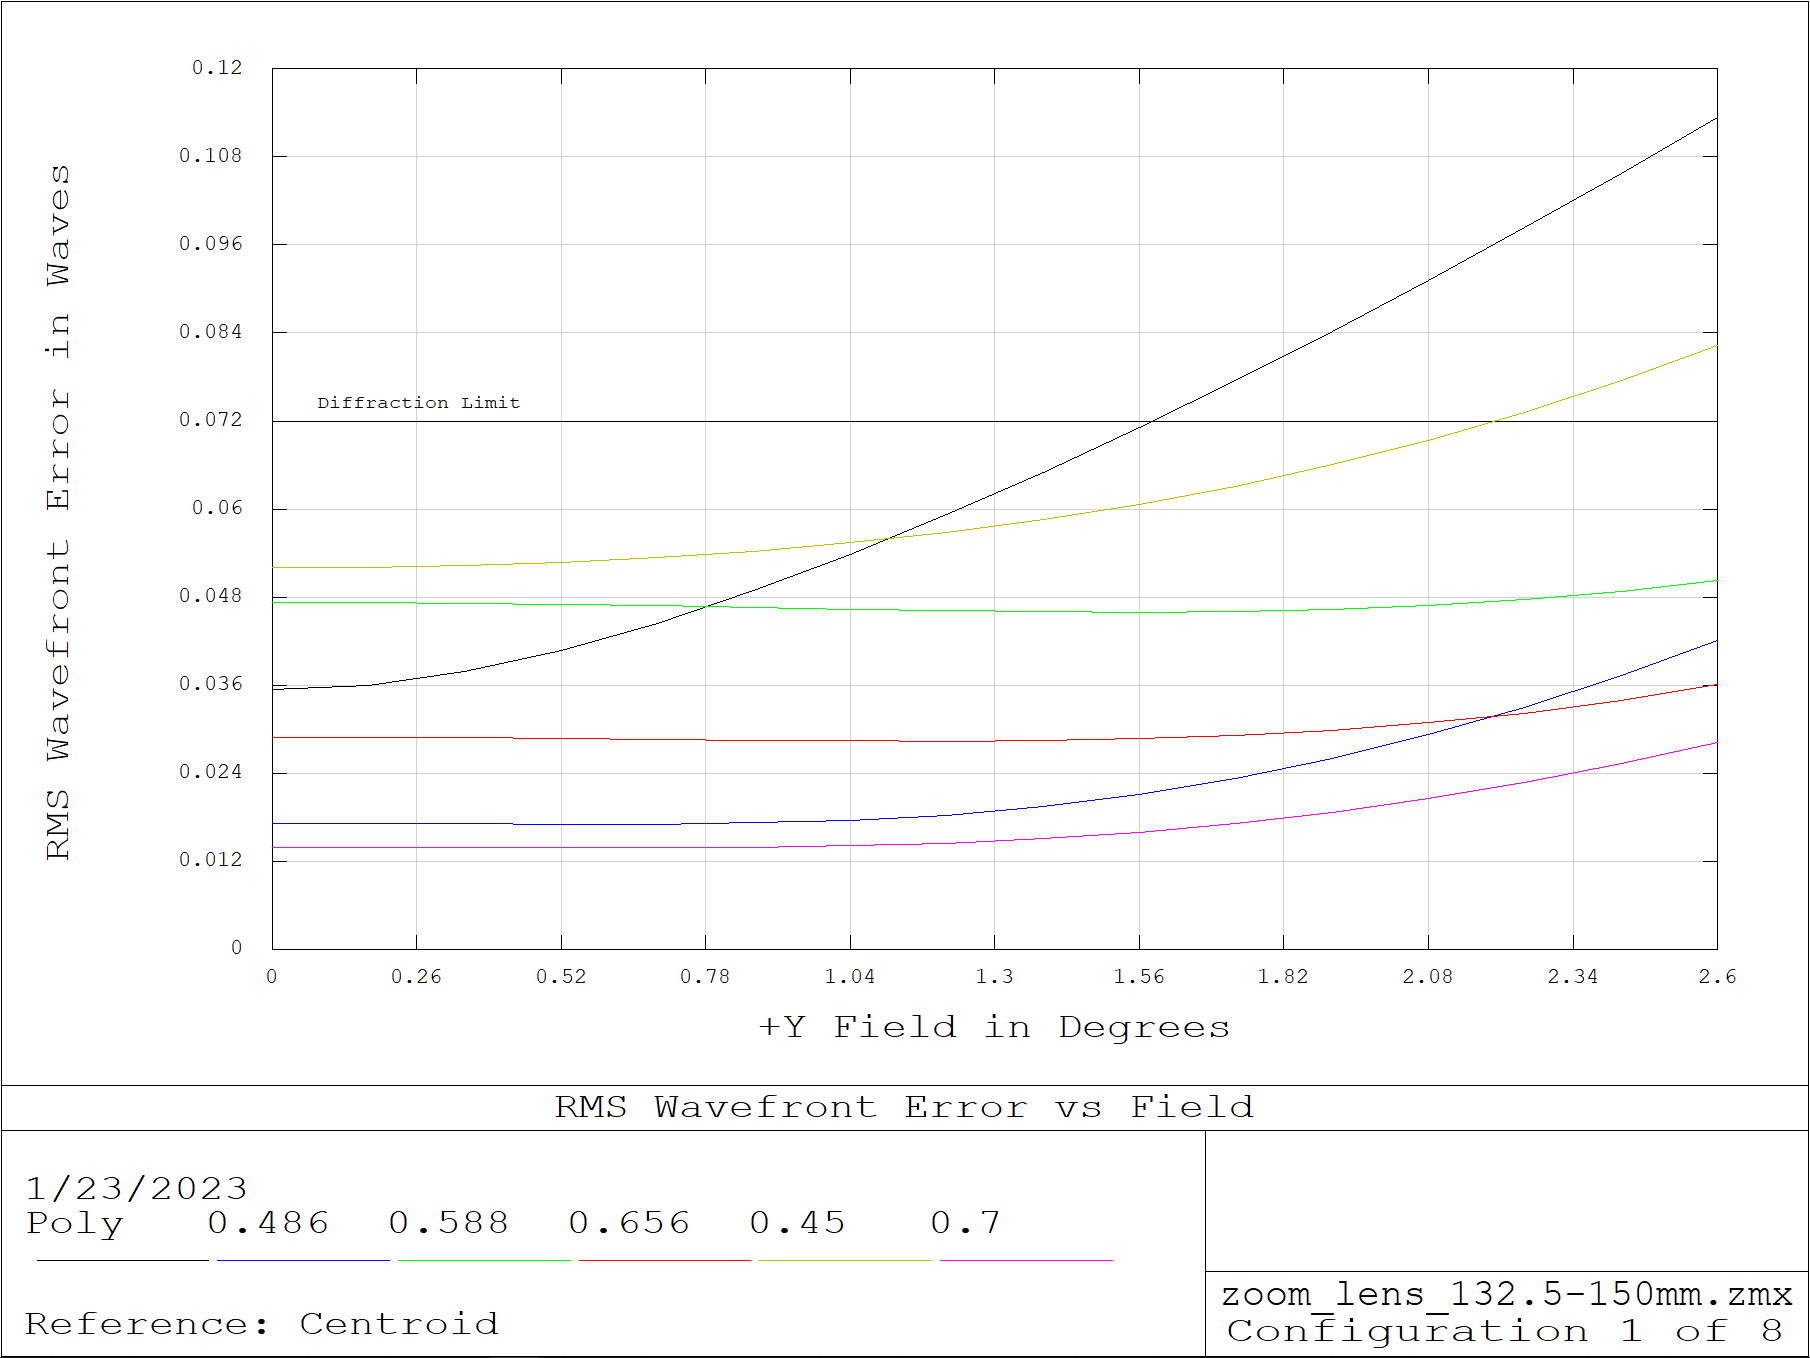 0.12
0.108
0.096
0.084
Diffraction Limit
0.072
0.06
0.048
0.036
0.024
0.012
0
RMS Wavefront Error in Waves
0 0.26 0.52 0.78 1.04 1.3 1.56 1.82 2.08 2.34 2.6
+Y Field in Degrees
RMS Wavefront Error vs Field
1/23/2023
Poly 0.486 0.588 0.656 0.45 0.7
Reference: Centroid
zoom_lens_132.5-150mm.zmx
Configuration 1 of 8